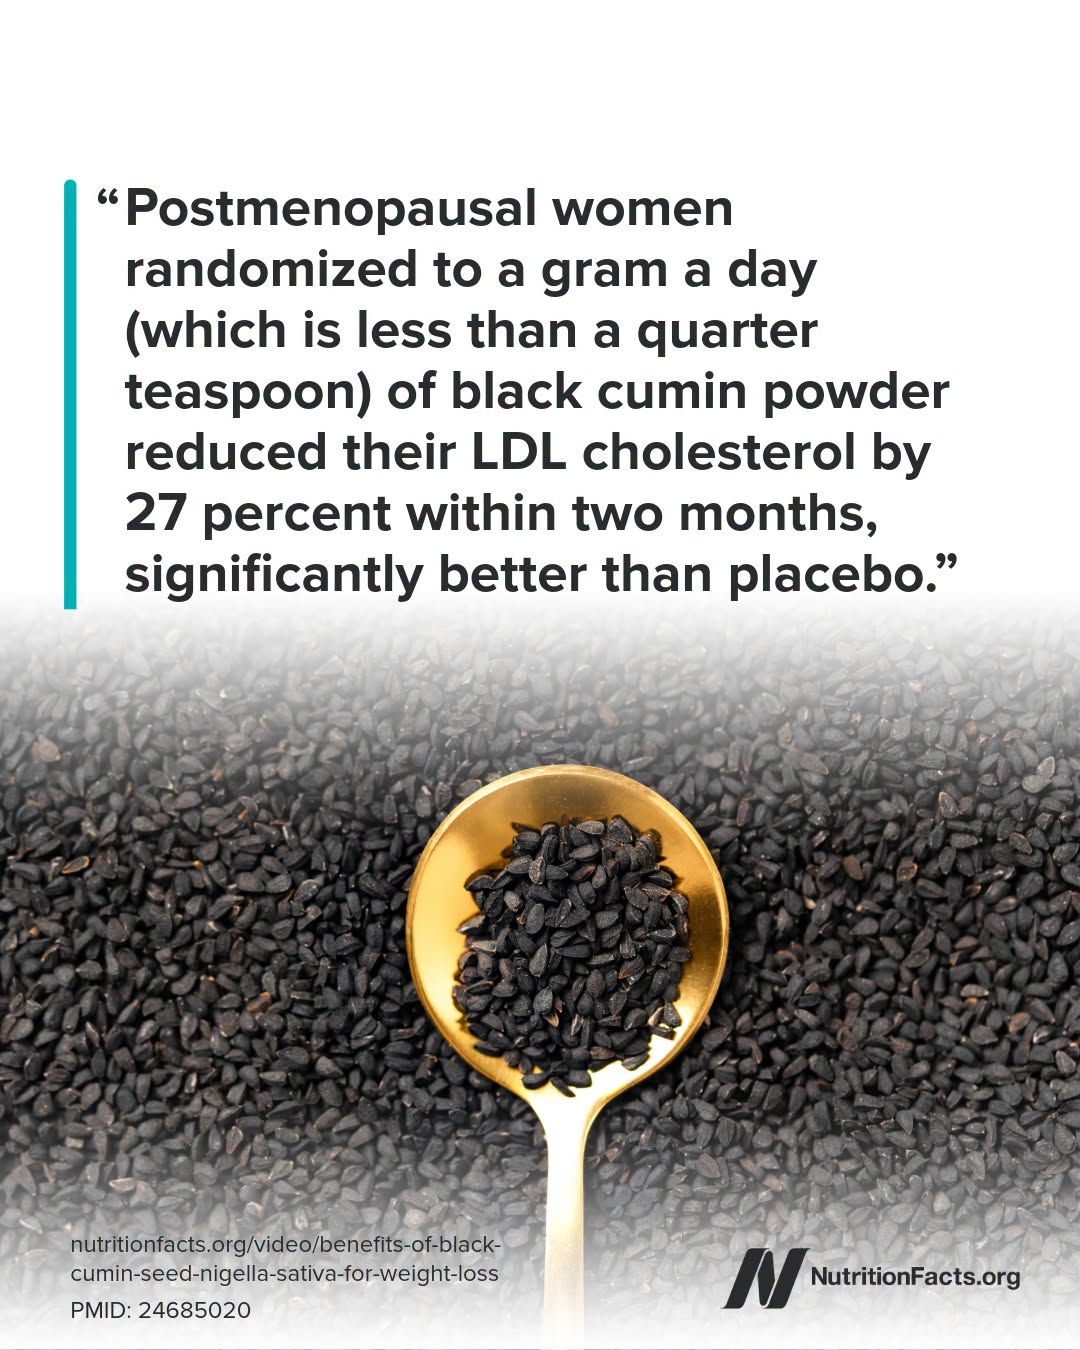 “Postmenopausal women
randomized to a gram a day
(which is less than a quarter
teaspoon) of black cumin powder
reduced their LDL cholesterol by
27 percent within two months,
significantly better than placebo.”
nutritionfacts.org/video/benefits-of-black-
cumin-seed-nigella-sativa-for-weight-loss
PMID: 24685020
NutritionFacts.org